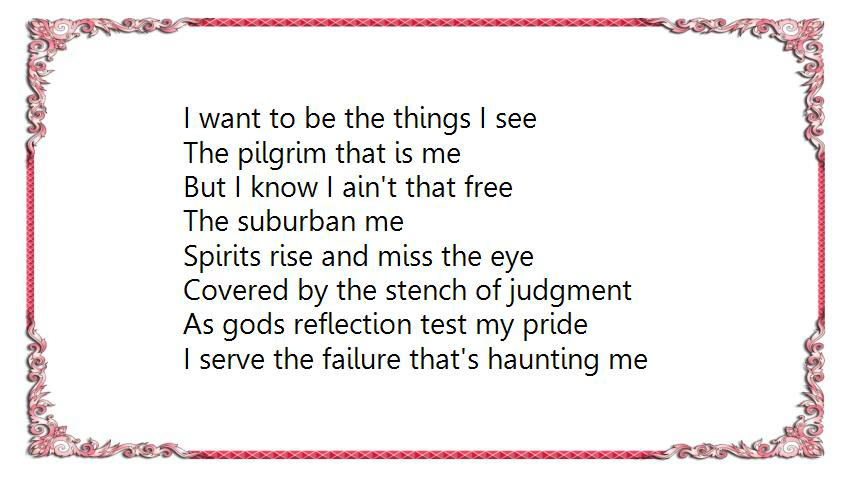 I want to be the things I see
The pilgrim that is me
But I know I ain't that free
The suburban me
Spirits rise and miss the eye
Covered by the stench of judgment
As gods reflection test my pride
I serve the failure that's haunting me